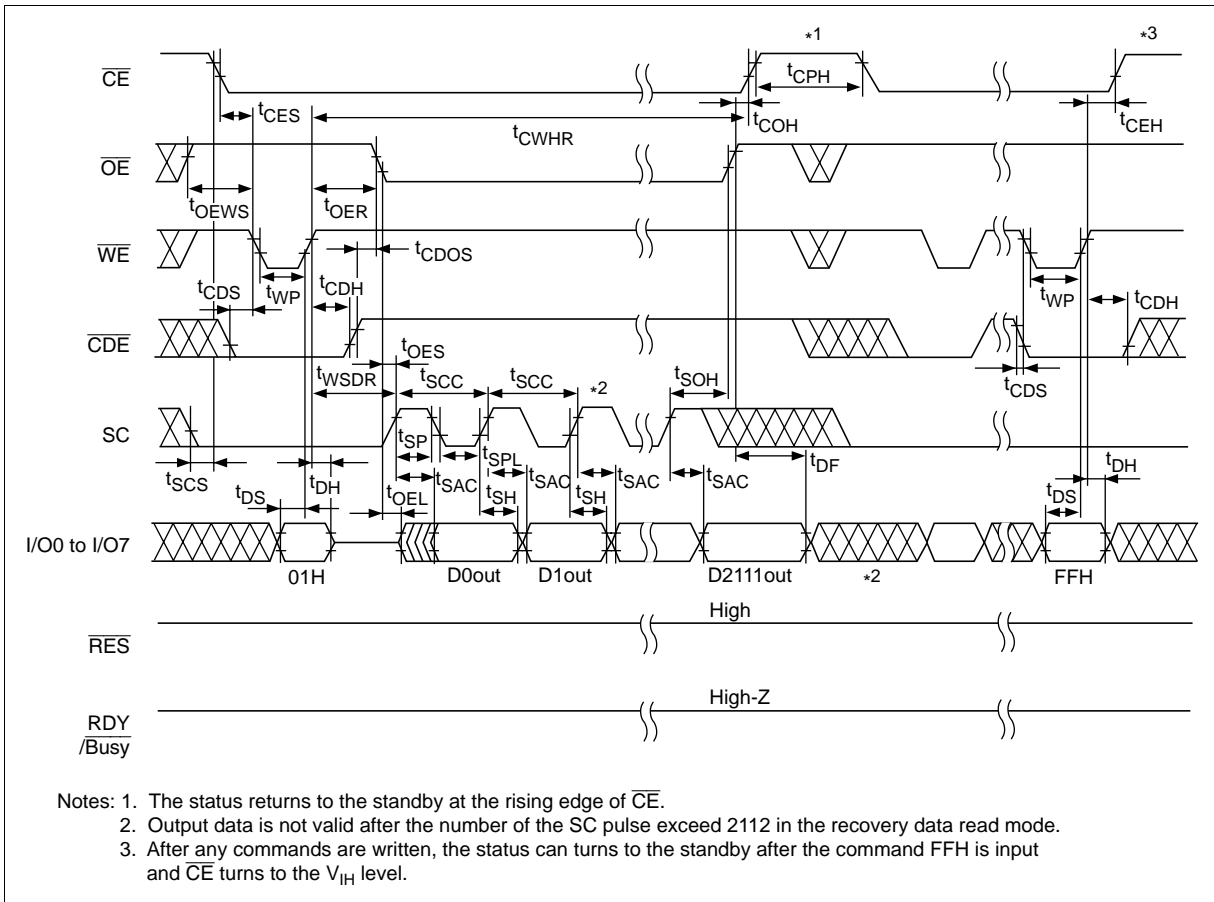 *1
*3
CE
tCPH
tCES
tCOH
tCEH
tCWHR
OE
tOEWS
tOER
WE
tCDOS
tCDS
tWP
tCDH
tWP
tCDH
CDE
tOES
tWSDR
tSCC
tSCC
*2
tSOH
tCDS
SC
tSP
tSPL
tDF
tSCS
tDS
tDH
tOEL
tSAC
tSH
tSAC
tSH
tSAC
tSAC
tDS
tDH
I/O0 to I/O7
01H
D0out
D1out
D2111out
*2
FFH
High
RES
High-Z
RDY
/Busy
Notes: 1. The status returns to the standby at the rising edge of CE.
2. Output data is not valid after the number of the SC pulse exceed 2112 in the recovery data read mode.
3. After any commands are written, the status can turns to the standby after the command FFH is input
and CE turns to the VIH level.